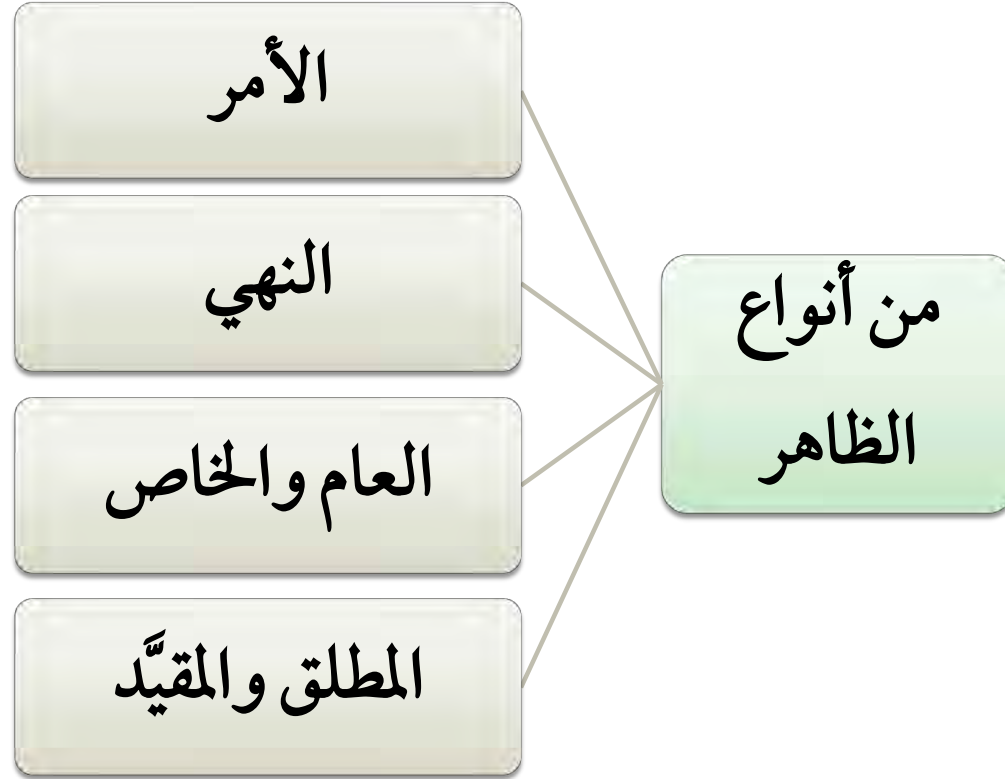 من أنواع
الظاهر
الأمر
النهي
العام والخاص
المطلق والمقيَّد